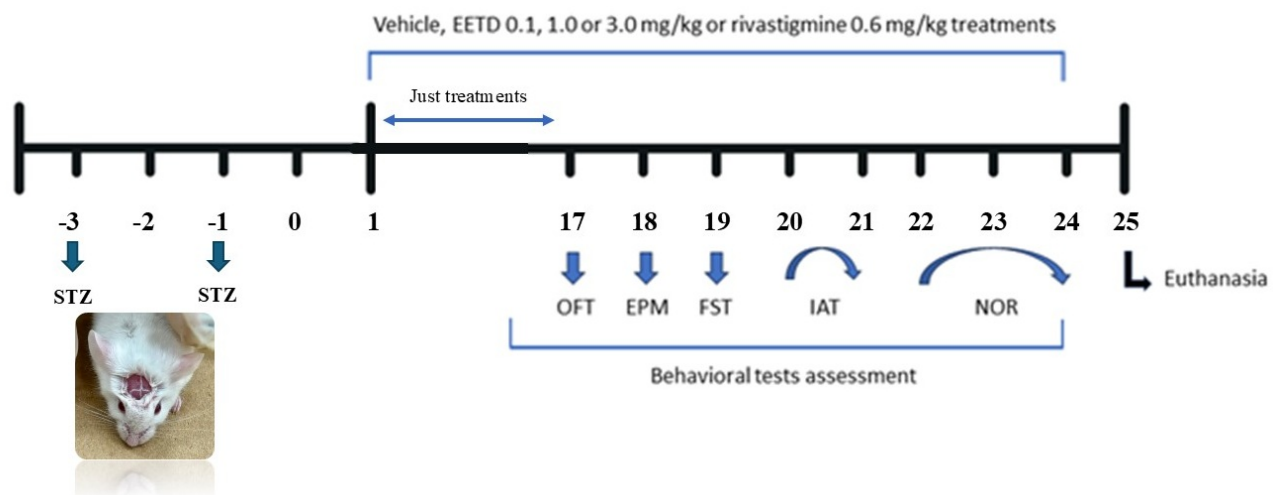 Vehicle, EETD 0.1, 1.0 or 3.0 mg/kg or rivastigmine 0.6 mg/kg treatments
Just treatments
-3 -2 -1 0 1 17 18 19 20 21 22 23 24 25
STZ STZ OFT EPM FST IAT NOR Euthanasia
Behavioral tests assessment